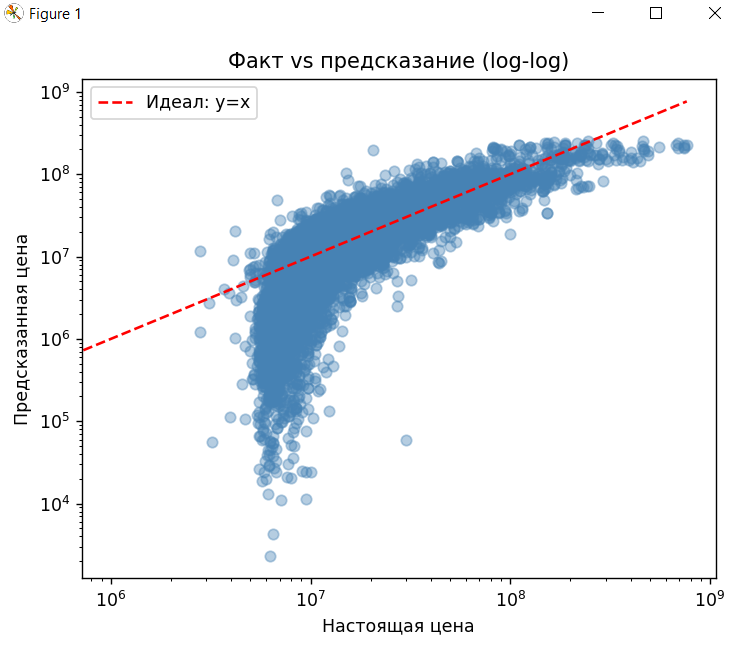 Figure 1
Факт vs предсказание (log-log)
Идеал: y=x
10⁹
10⁸
10⁷
10⁶
10⁵
10⁴
Предсказанная цена
10⁶
10⁷
10⁸
10⁹
Настоящая цена